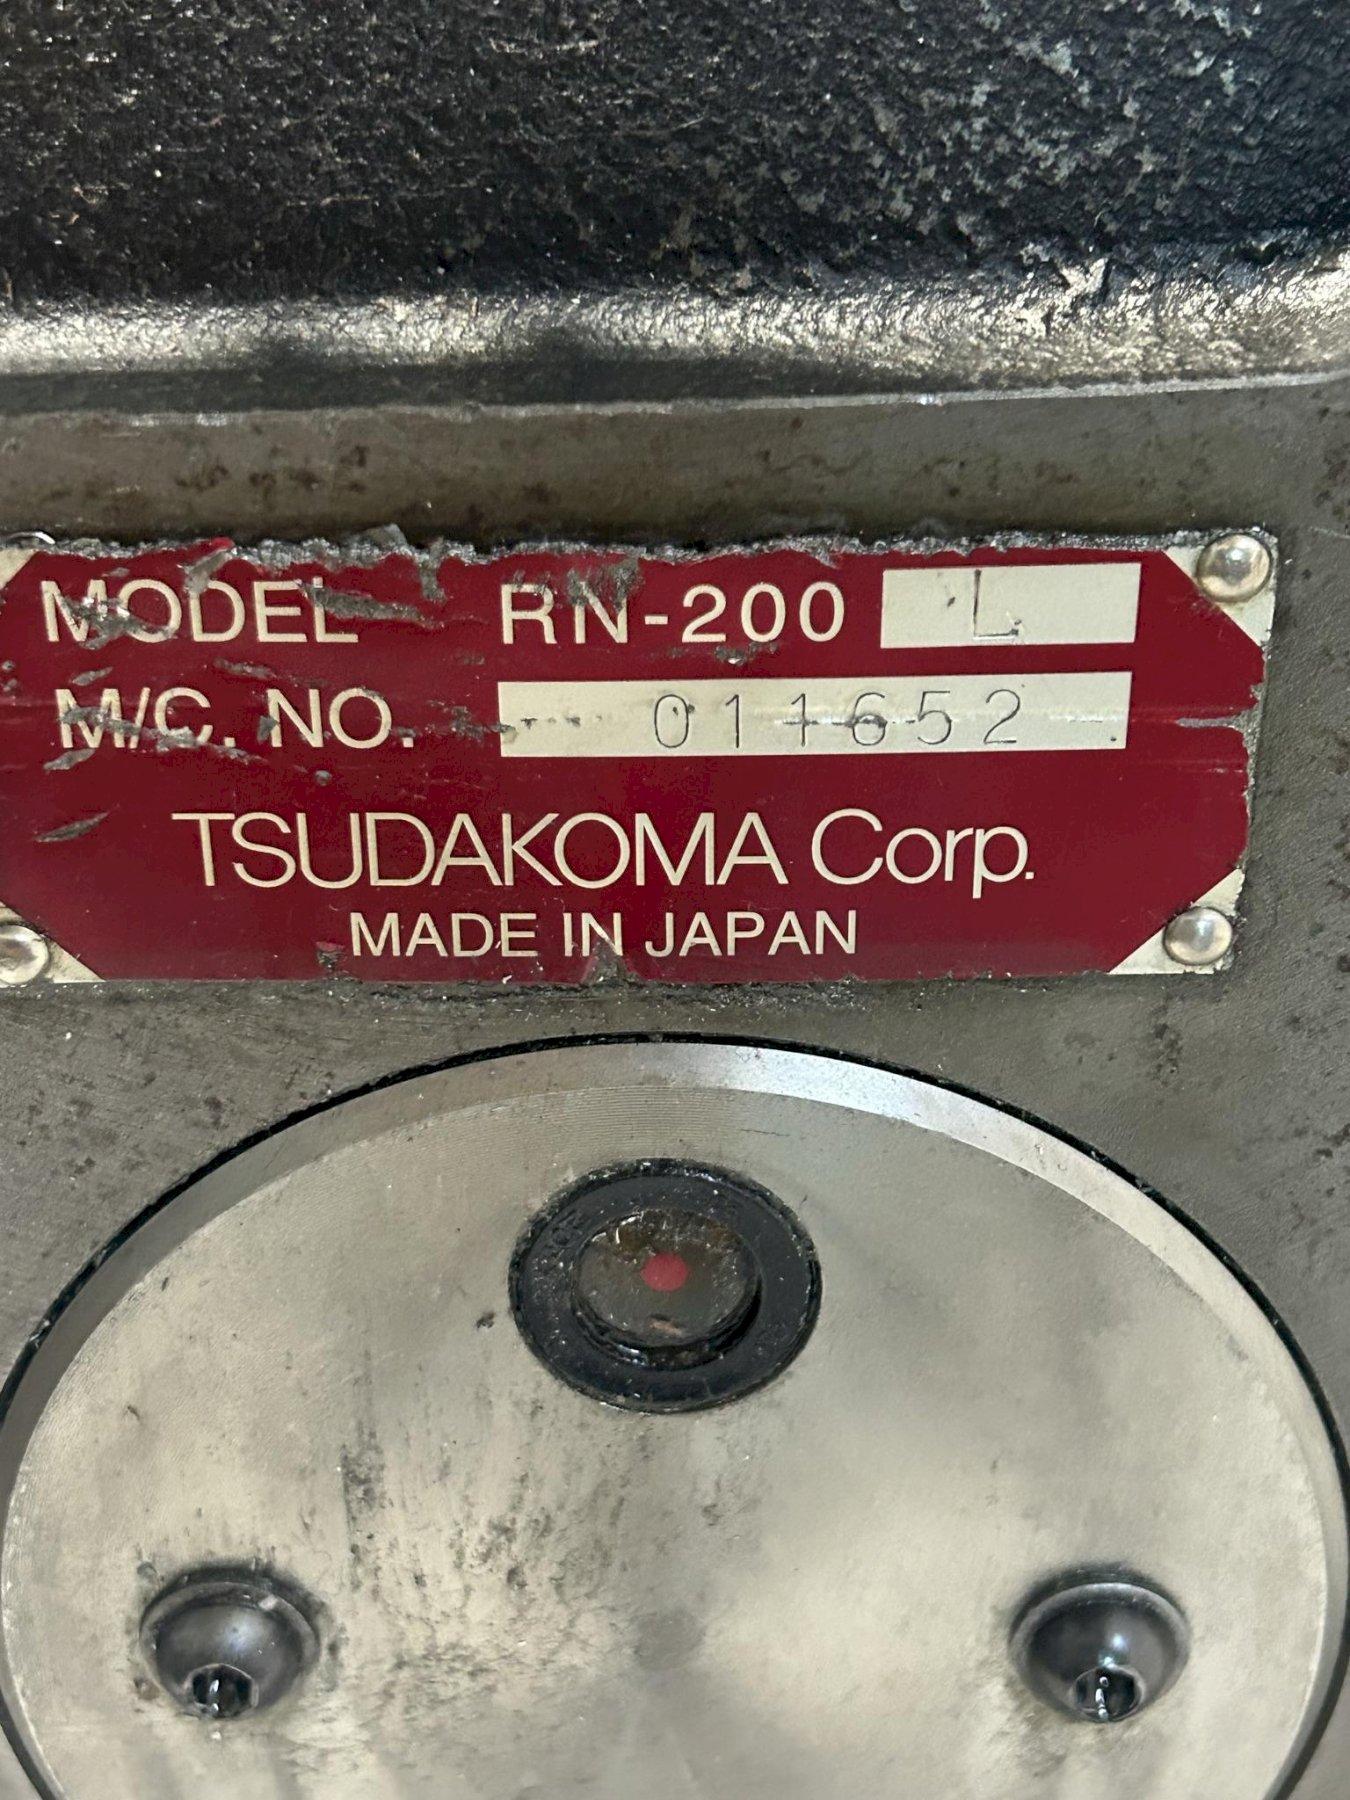 MODEL RN-200 L
M/C. NO. 011652
TSUDAKOMA Corp.
MADE IN JAPAN